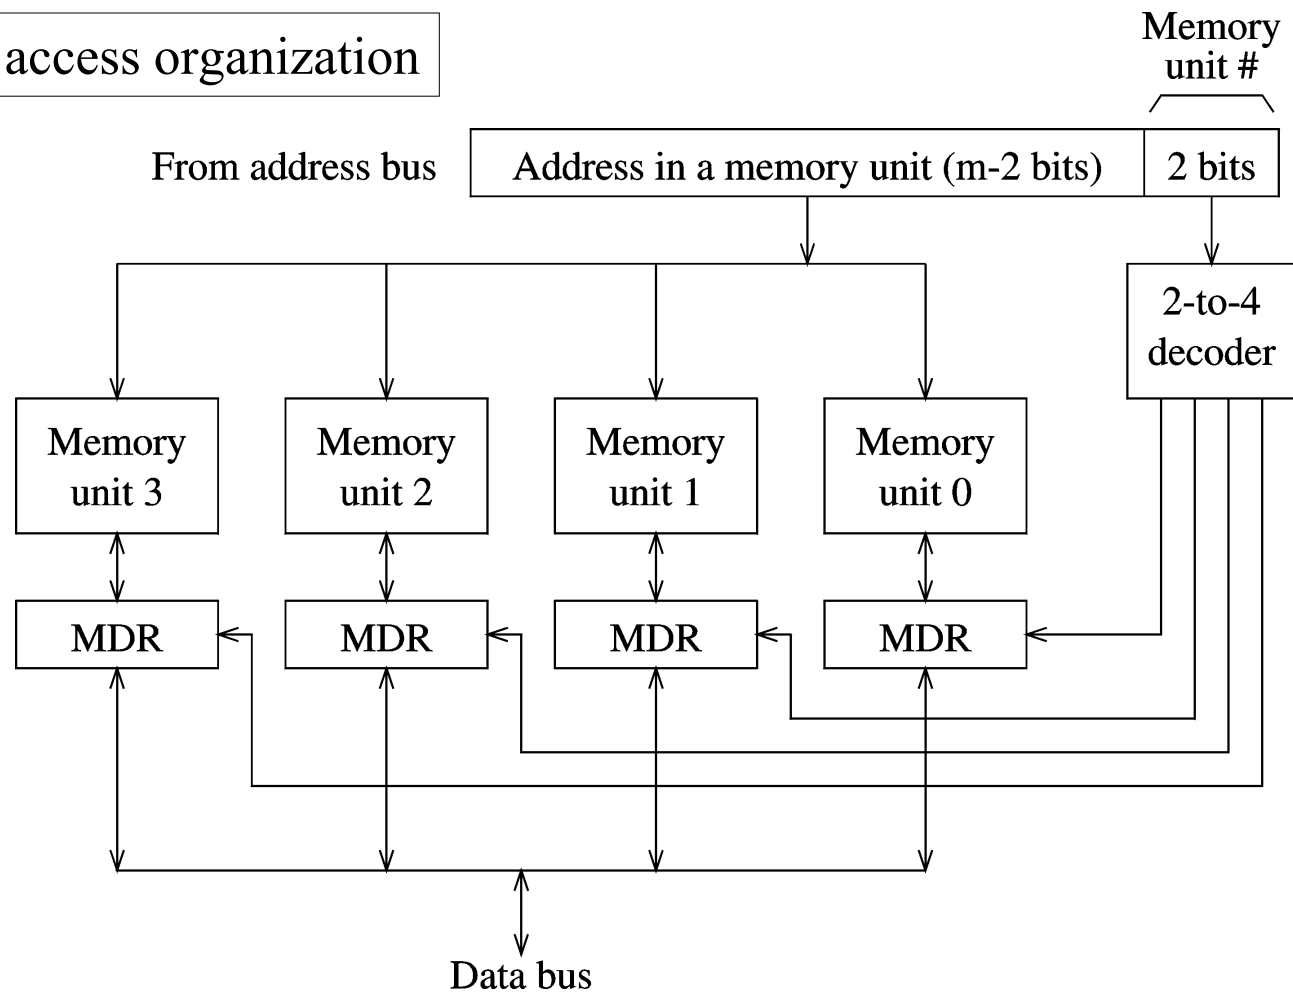 access organization
Memory
unit #
From address bus
Address in a memory unit (m-2 bits)
2 bits
2-to-4
decoder
Memory
unit 3
Memory
unit 2
Memory
unit 1
Memory
unit 0
MDR
MDR
MDR
MDR
Data bus